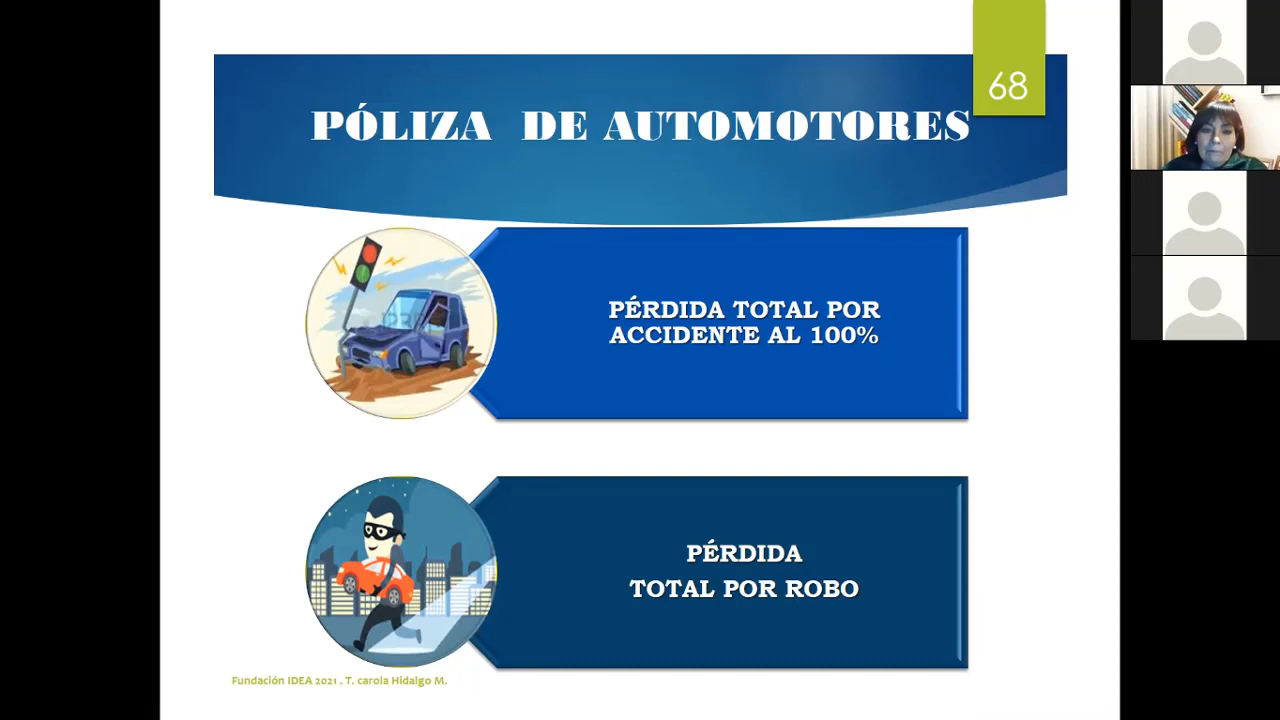 68
PÓLIZA DE AUTOMOTORES
PÉRDIDA TOTAL POR
ACCIDENTE AL 100%
PÉRDIDA
TOTAL POR ROBO
Fundación IDEA 2021 . T. carola Hidalgo M.